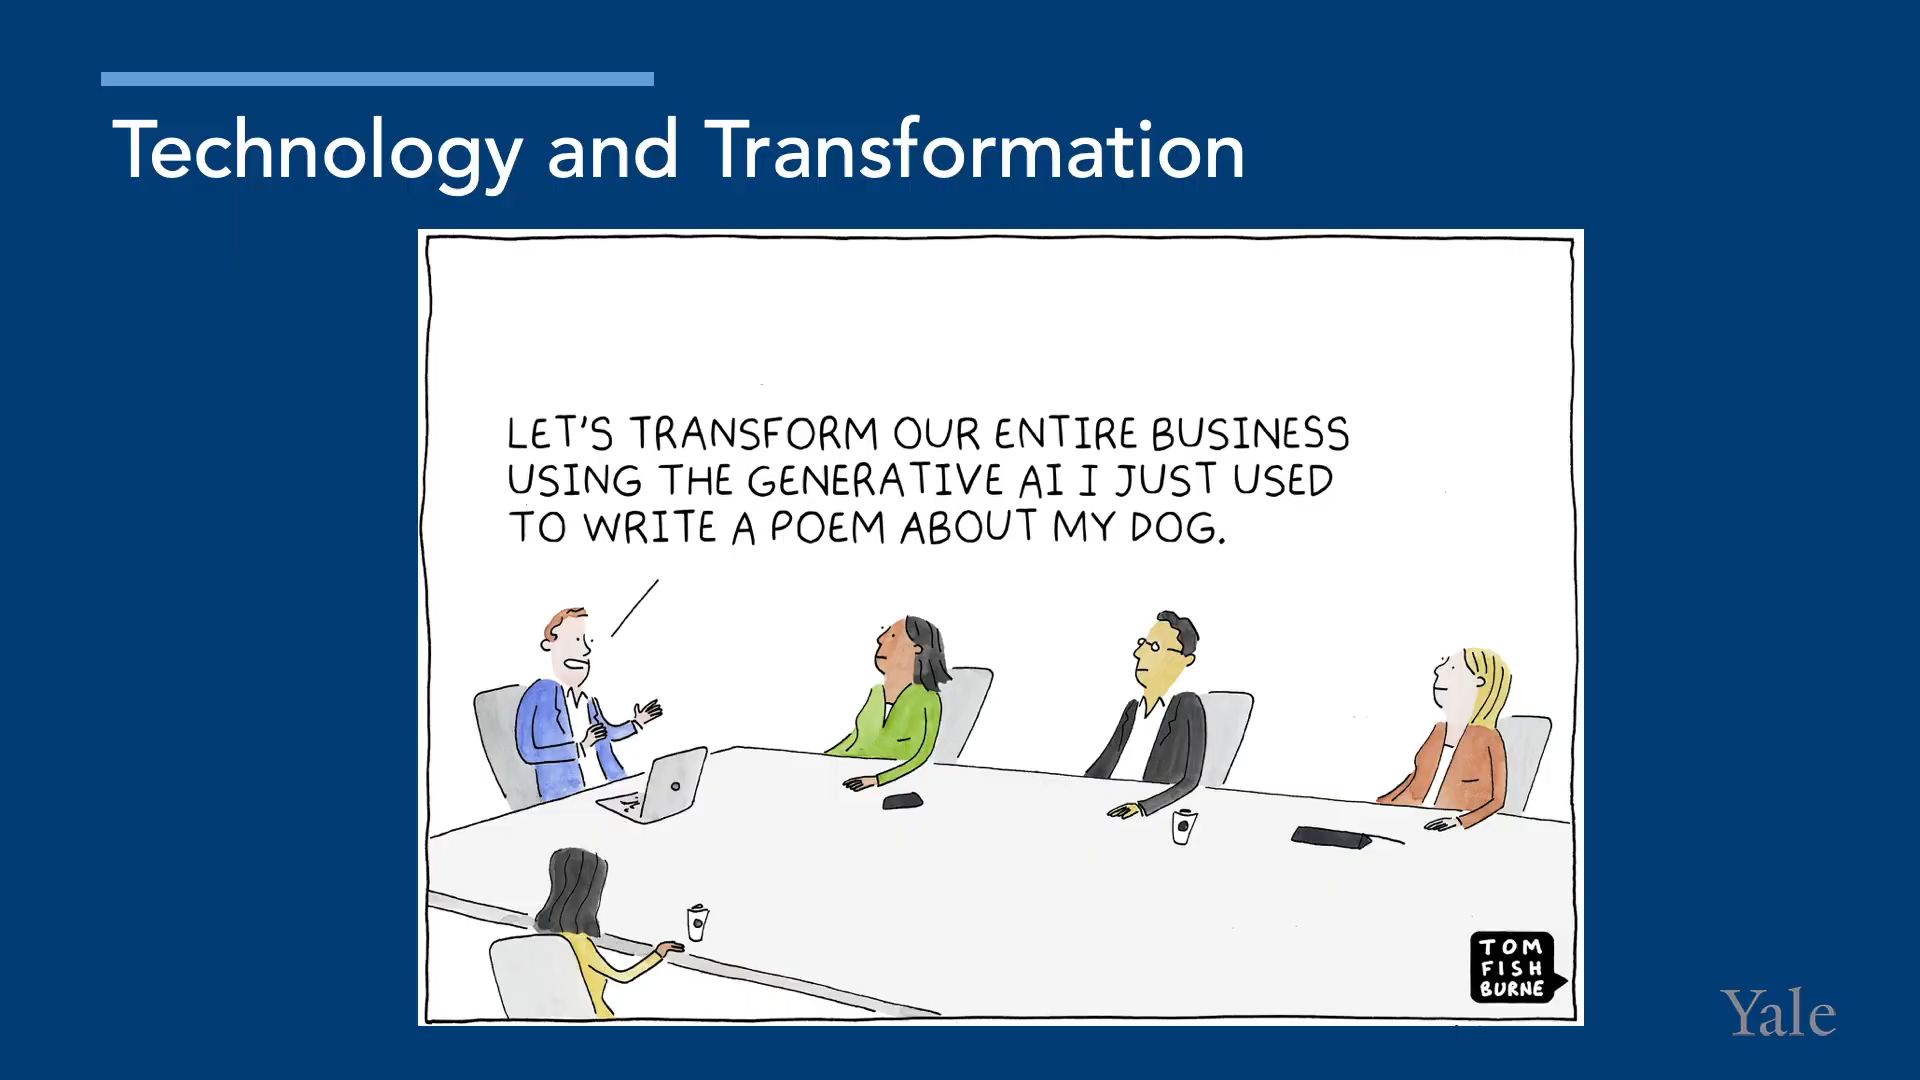 Technology and Transformation
LET'S TRANSFORM OUR ENTIRE BUSINESS
USING THE GENERATIVE AI I JUST USED
TO WRITE A POEM ABOUT MY DOG.
TOM
FISH
BURNE
Yale